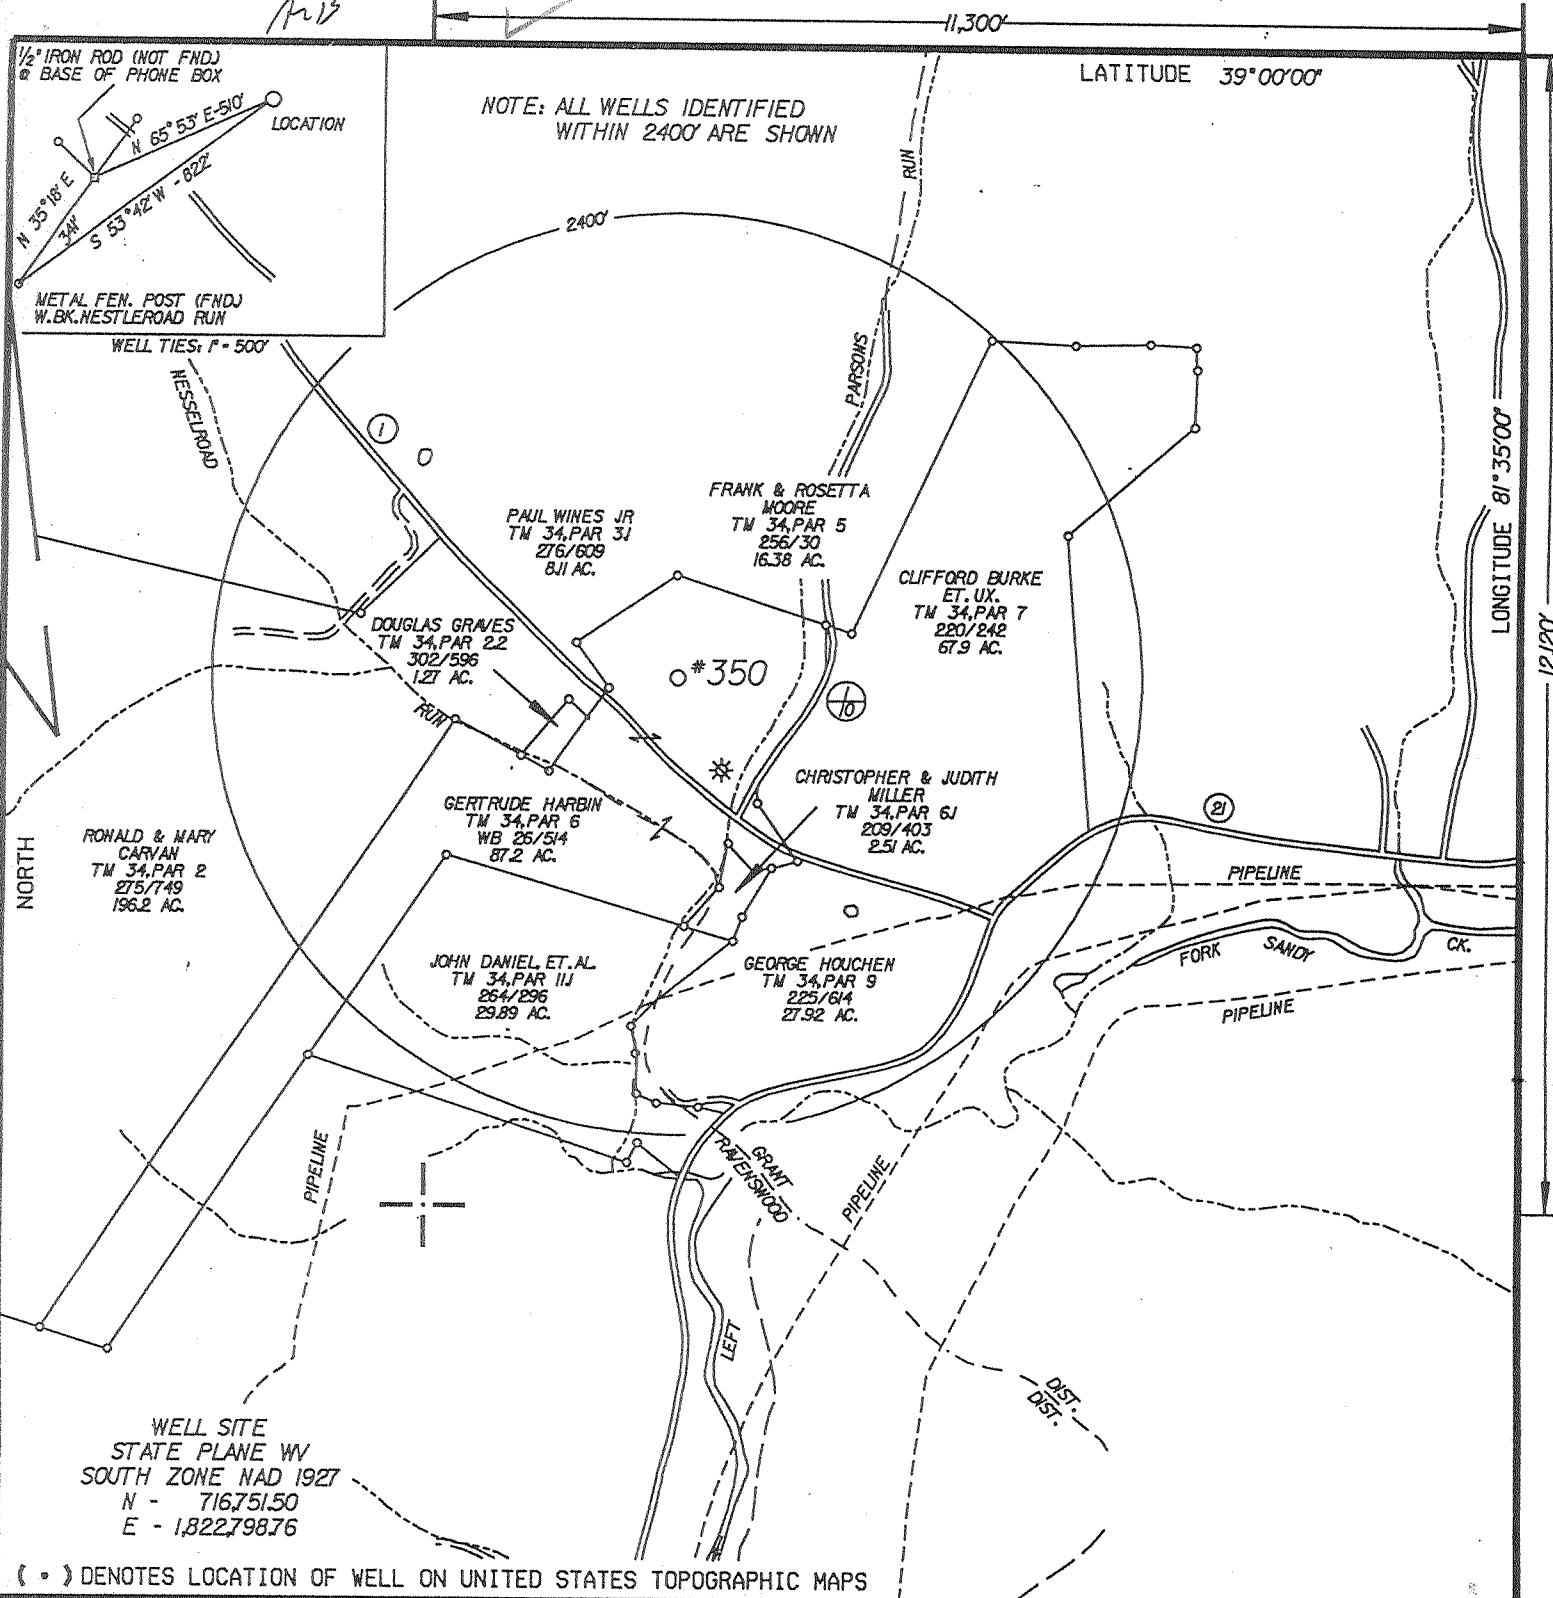 11,300'
LATITUDE 39°00'00"
1/2" IRON ROD (NOT FND.)
@ BASE OF PHONE BOX
LOCATION
N 65°53' E-510'
N 35°18' E
341'
S 53°42' W - 822'
METAL FEN. POST (FND.)
W.BK.NESTLEROAD RUN
WELL TIES: 1"=500'
NOTE: ALL WELLS IDENTIFIED
WITHIN 2400' ARE SHOWN
2400'
RUN
PARSONS
NESSELROAD
RUN
1
LONGITUDE 81°35'00"
12,120'
PAUL WINES JR
TM 34,PAR 3.1
276/609
8.11 AC.
FRANK & ROSETTA
MOORE
TM 34,PAR 5
256/30
16.38 AC.
CLIFFORD BURKE
ET. UX.
TM 34,PAR 7
220/242
67.9 AC.
DOUGLAS GRAVES
TM 34,PAR 2.2
302/596
1.27 AC.
#350
1/10
CHRISTOPHER & JUDITH
MILLER
TM 34,PAR 6.1
209/403
2.51 AC.
GERTRUDE HARBIN
TM 34,PAR 6
WB 26/514
87.2 AC.
21
RONALD & MARY
CARVAN
TM 34,PAR 2
275/749
196.2 AC.
NORTH
PIPELINE
JOHN DANIEL, ET.AL.
TM 34,PAR 11.1
264/296
29.89 AC.
GEORGE HOUCHEN
TM 34,PAR 9
225/614
27.92 AC.
FORK SANDY CK.
PIPELINE
PIPELINE
GRANT
RAVENSWOOD
PIPELINE
LEFT
DIST.
DIST.
WELL SITE
STATE PLANE WV
SOUTH ZONE NAD 1927
N - 716,751.50
E - 1,822,798.76
( • ) DENOTES LOCATION OF WELL ON UNITED STATES TOPOGRAPHIC MAPS